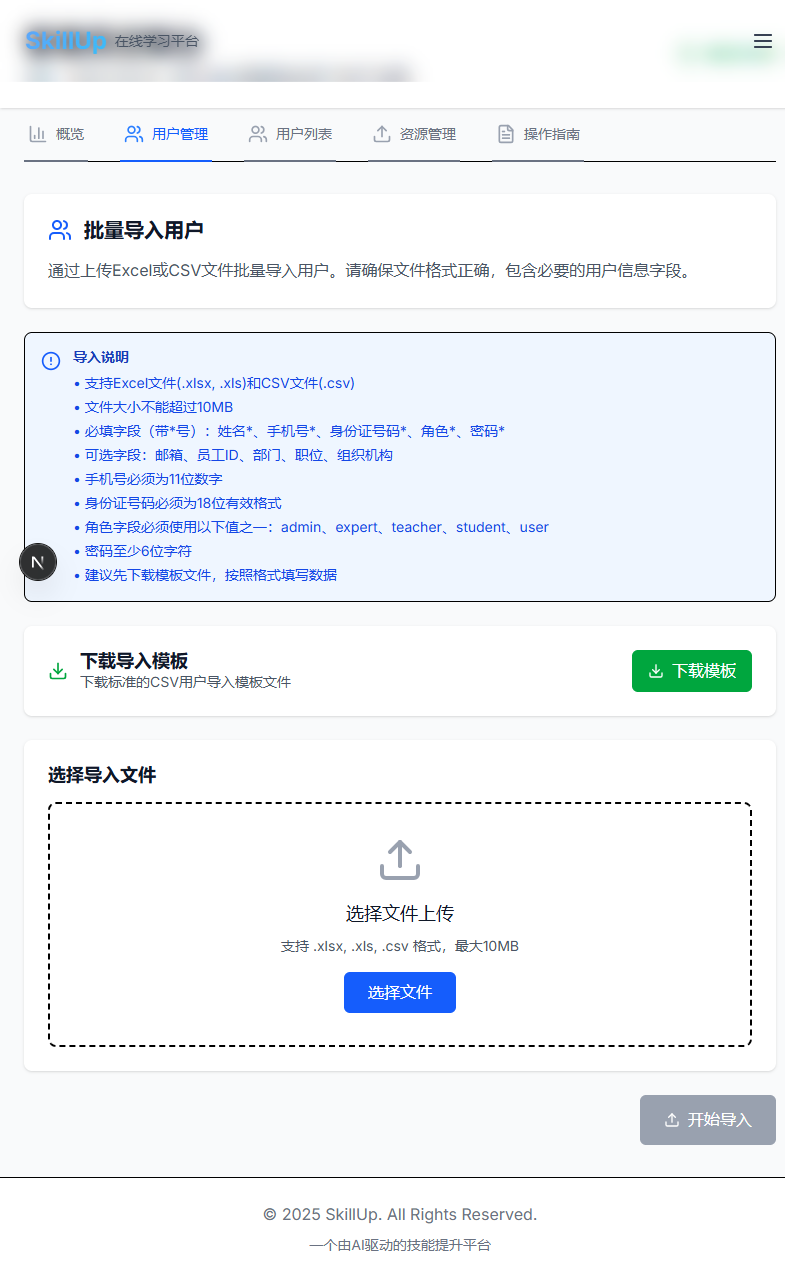 SkillUp 在线学习平台
概览 用户管理 用户列表 资源管理 操作指南
批量导入用户
通过上传Excel或CSV文件批量导入用户。请确保文件格式正确，包含必要的用户信息字段。
导入说明
• 支持Excel文件(.xlsx, .xls)和CSV文件(.csv)
• 文件大小不能超过10MB
• 必填字段（带*号）：姓名*、手机号*、身份证号码*、角色*、密码*
• 可选字段：邮箱、员工ID、部门、职位、组织机构
• 手机号必须为11位数字
• 身份证号码必须为18位有效格式
• 角色字段必须使用以下值之一：admin、expert、teacher、student、user
N
• 密码至少6位字符
• 建议先下载模板文件，按照格式填写数据
下载导入模板
下载标准的CSV用户导入模板文件
下载模板
选择导入文件
选择文件上传
支持 .xlsx, .xls, .csv 格式，最大10MB
选择文件
开始导入
© 2025 SkillUp. All Rights Reserved.
一个由AI驱动的技能提升平台